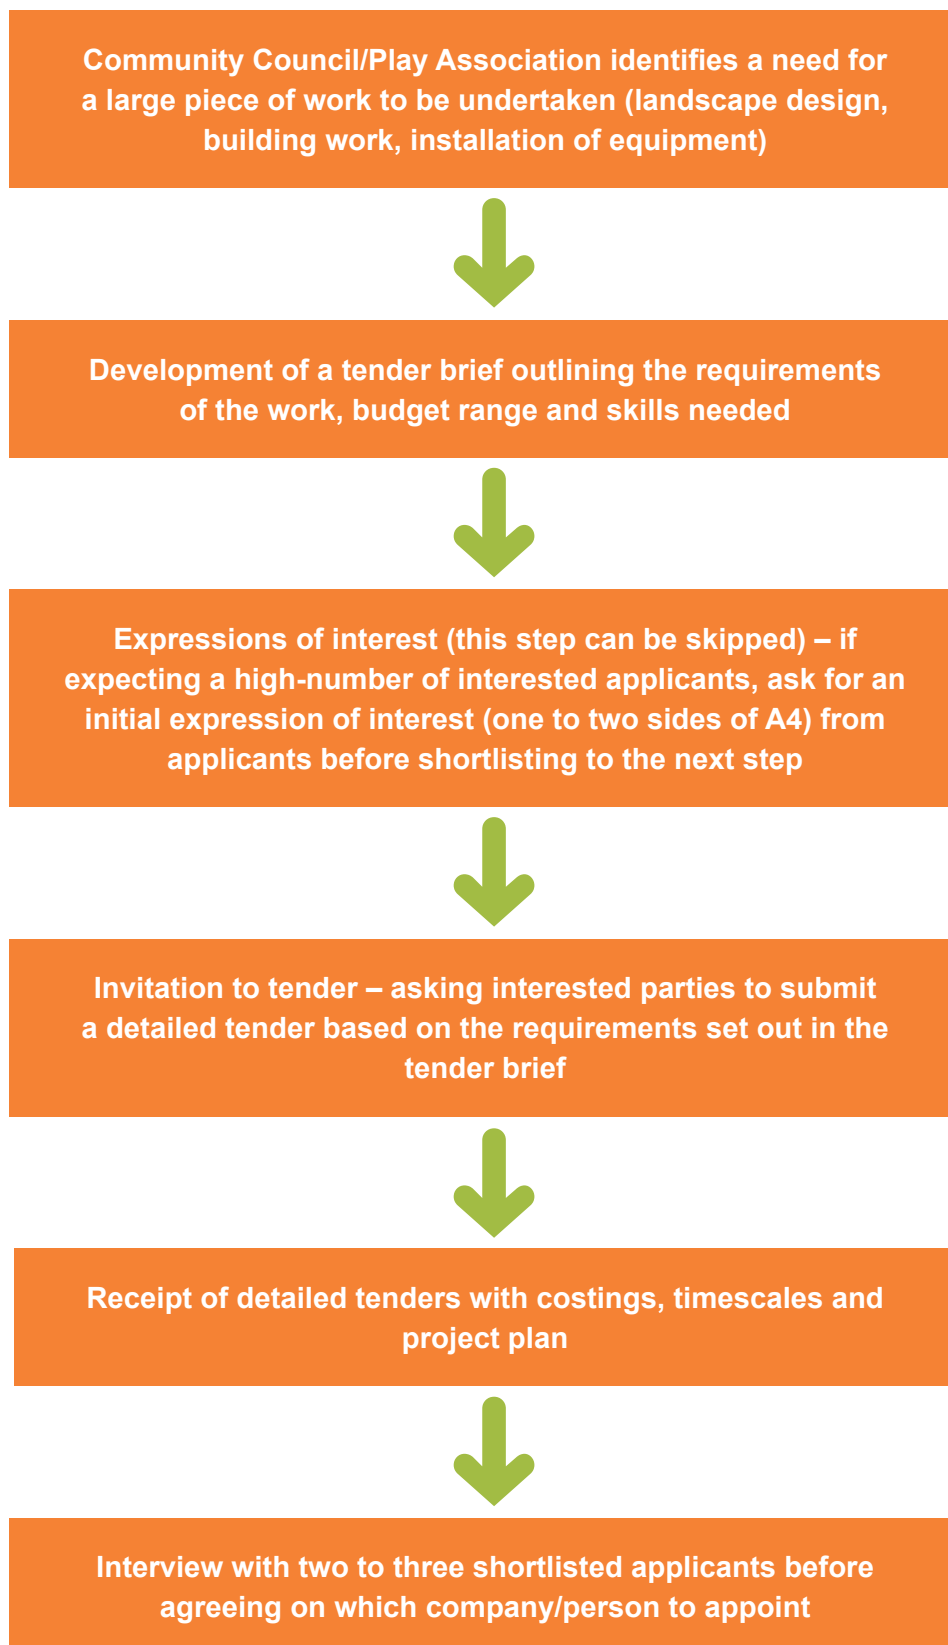 Community Council/Play Association identifies a need for
a large piece of work to be undertaken (landscape design,
building work, installation of equipment)
Development of a tender brief outlining the requirements
of the work, budget range and skills needed
Expressions of interest (this step can be skipped) – if
expecting a high-number of interested applicants, ask for an
initial expression of interest (one to two sides of A4) from
applicants before shortlisting to the next step
Invitation to tender – asking interested parties to submit
a detailed tender based on the requirements set out in the
tender brief
Receipt of detailed tenders with costings, timescales and
project plan
Interview with two to three shortlisted applicants before
agreeing on which company/person to appoint